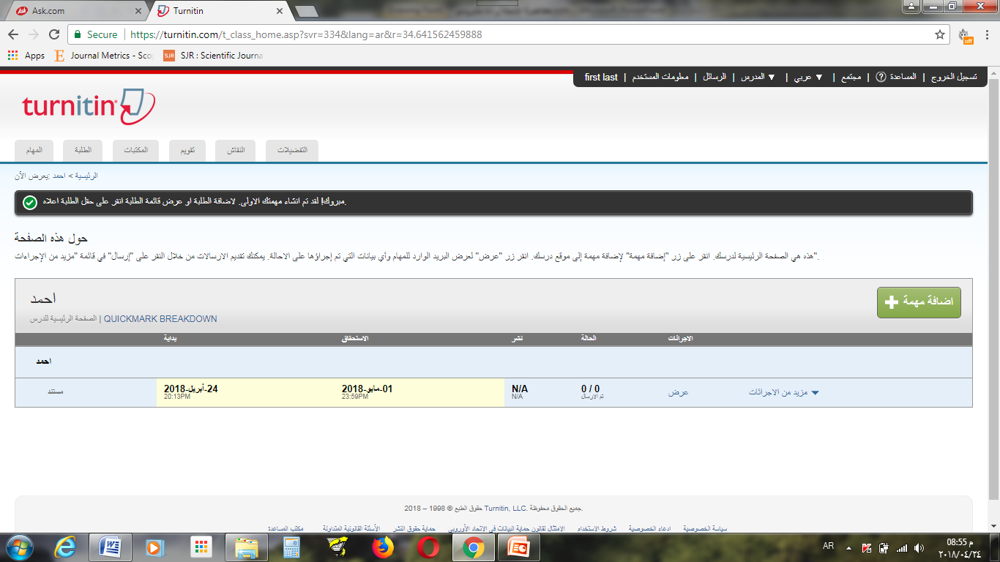 Ask.com
Turnitin
Secure
https://turnitin.com/t_class_home.asp?svr=334&lang=ar&r=34.641562459888
off
Apps
Journal Metrics - Sco
SJR : Scientific Journa
first last | معلومات المستخدم | الرسائل | المدرس ▼ | عربي ▼ | مجتمع | المساعدة | تسجيل الخروج
turnitin
المهام
الطلبة
المكتبات
تقويم
النقاش
التفضيلات
يعرض الآن: الرئيسية > احمد
مبروك! لقد تم انشاء مهمتك الاولى. لاضافة الطلبة او عرض قائمة الطلبة انقر على حقل الطلبة اعلاه.
حول هذه الصفحة
هذه هي الصفحة الرئيسية لدرسك. انقر على زر "إضافة مهمة" لإضافة مهمة إلى موقع درسك. انقر زر "عرض" لعرض البريد الوارد للمهام وأي بيانات التي تم إجراؤها على الاحالة. يمكنك تقديم الارسالات من خلال النقر على "إرسال" في قائمة "مزيد من الإجراءات".
احمد
اضافة مهمة
الصفحة الرئيسية للدرس | QUICKMARK BREAKDOWN
بداية
الاستحقاق
نشر
الحالة
الاجرائات
احمد
مستند
24-أبريل-2018
20:13PM
01-مايو-2018
23:59PM
N/A
N/A
0 / 0
تم الارسال
عرض
مزيد من الاجرائات
حقوق الطبع © 1998 – 2018 Turnitin, LLC. جميع الحقوق محفوظة.
سياسة الخصوصية
ادعاء الخصوصية
شروط الاستخدام
الامتثال لقانون حماية البيانات في الاتحاد الأوروبي
حماية حقوق النشر
الأسئلة القانونية المتداولة
مكتب المساعدة
AR
08:55 م
٢٠١٨/٠٤/٢٤